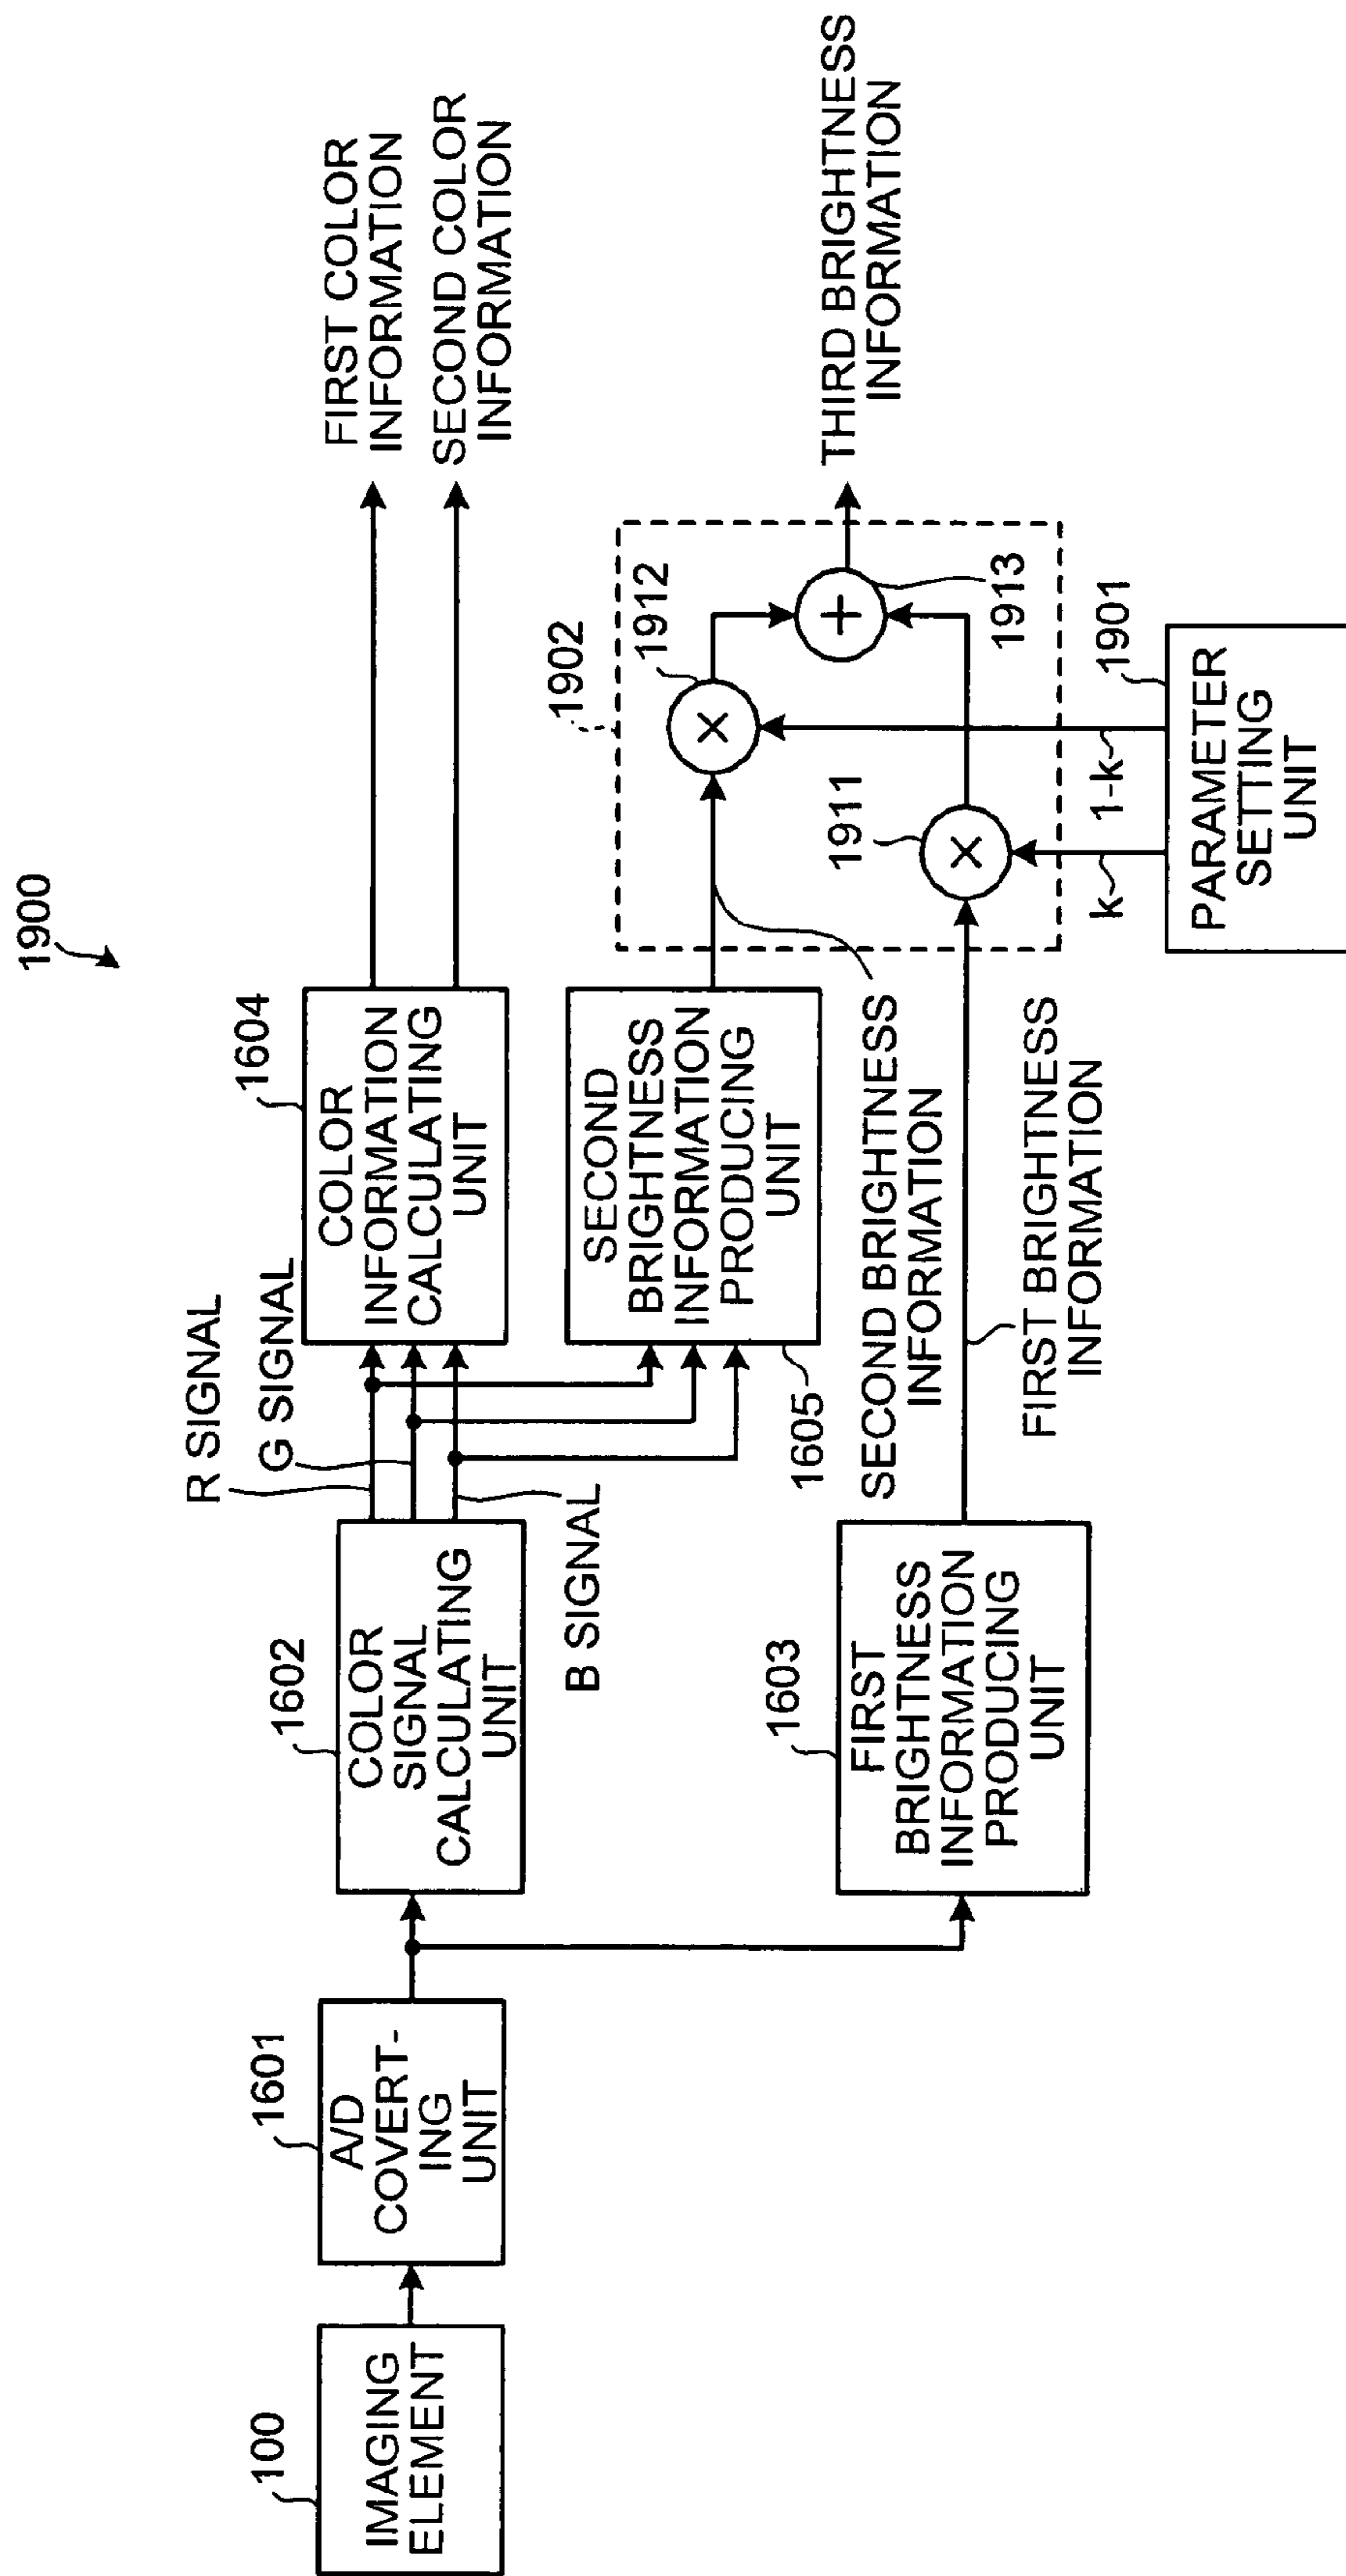 1900
100
IMAGING
ELEMENT
1601
A/D
COVERT-
ING
UNIT
1602
COLOR
SIGNAL
CALCULATING
UNIT
R SIGNAL
G SIGNAL
B SIGNAL
1604
COLOR
INFORMATION
CALCULATING
UNIT
FIRST COLOR
INFORMATION
SECOND COLOR
INFORMATION
1605
SECOND
BRIGHTNESS
INFORMATION
PRODUCING
UNIT
1603
FIRST
BRIGHTNESS
INFORMATION
PRODUCING
UNIT
SECOND BRIGHTNESS
INFORMATION
FIRST BRIGHTNESS
INFORMATION
1902
1912
×
1911
×
+
1913
THIRD BRIGHTNESS
INFORMATION
k
1-k
1901
PARAMETER
SETTING
UNIT